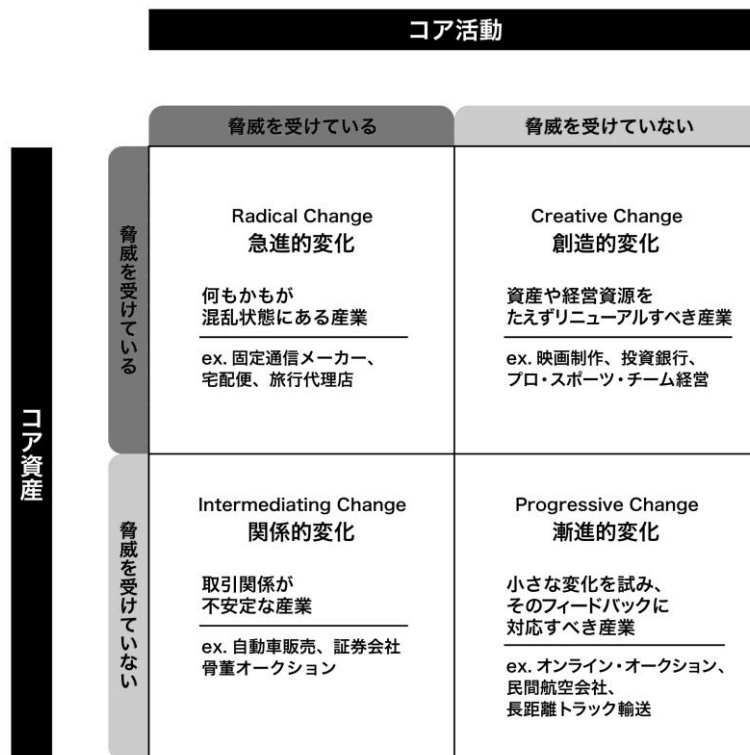 コア活動
脅威を受けている
脅威を受けていない
コア資産
脅威を受けている
Radical Change
急進的変化
何もかもが
混乱状態にある産業
ex. 固定通信メーカー、
宅配便、旅行代理店
Creative Change
創造的変化
資産や経営資源を
たえずリニューアルすべき産業
ex. 映画制作、投資銀行、
プロ・スポーツ・チーム経営
脅威を受けていない
Intermediating Change
関係的変化
取引関係が
不安定な産業
ex. 自動車販売、証券会社
骨董オークション
Progressive Change
漸進的変化
小さな変化を試み、
そのフィードバックに
対応すべき産業
ex. オンライン・オークション、
民間航空会社、
長距離トラック輸送